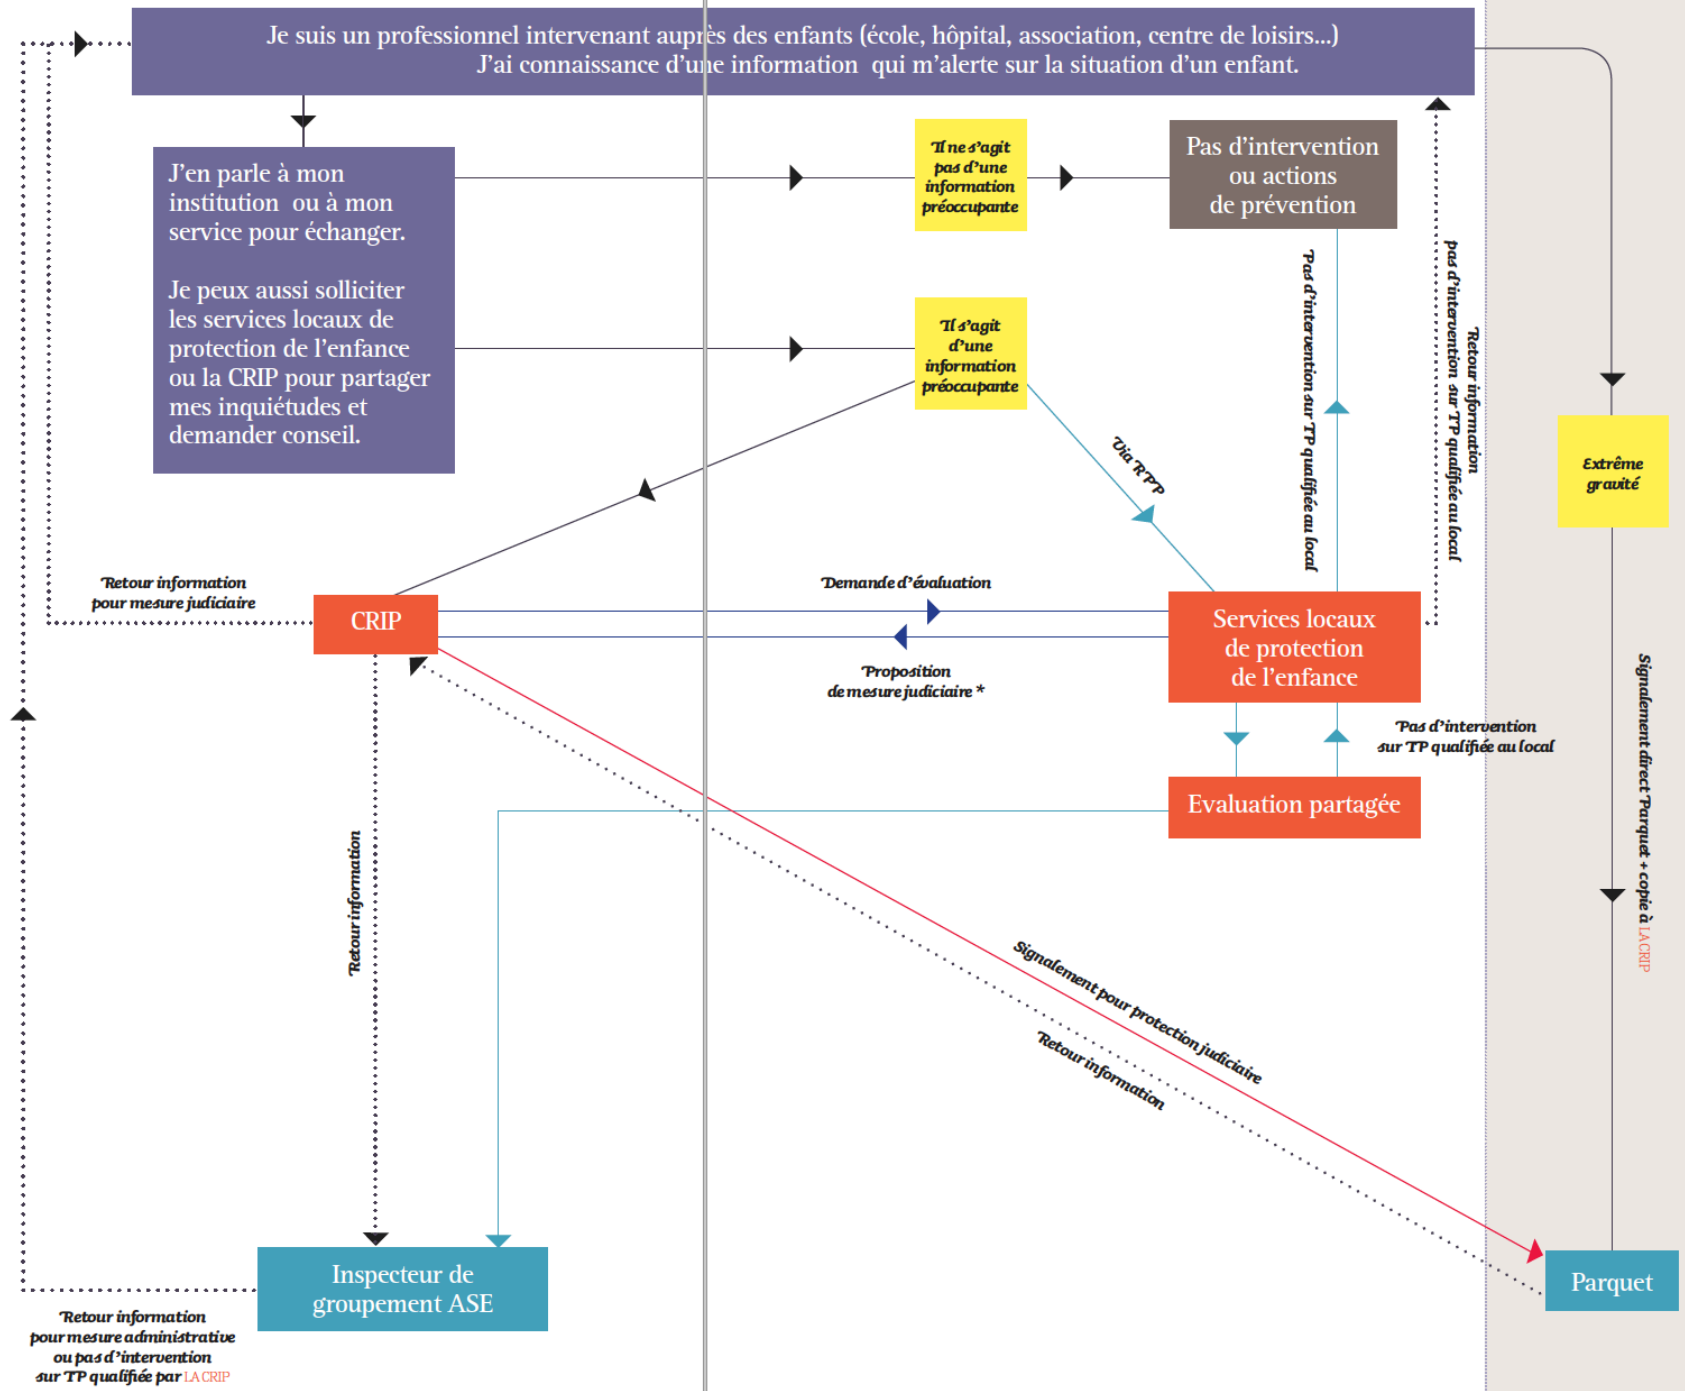 Je suis un professionnel intervenant auprès des enfants (école, hôpital, association, centre de loisirs...)
J’ai connaissance d’une information qui m’alerte sur la situation d’un enfant.
J’en parle à mon
institution ou à mon
service pour échanger.
Je peux aussi solliciter
les services locaux de
protection de l’enfance
ou la CRIP pour partager
mes inquiétudes et
demander conseil.
Il ne s’agit
pas d’une
information
préoccupante
Pas d’intervention
ou actions
de prévention
Il s’agit
d’une
information
préoccupante
Via RPP
Pas d’intervention sur IP qualifiée au local
Retour information
pas d’intervention sur IP qualifiée au local
Extrême
gravité
Retour information
pour mesure judiciaire
CRIP
Demande d’évaluation
Proposition
de mesure judiciaire *
Services locaux
de protection
de l’enfance
Pas d’intervention
sur IP qualifiée au local
Evaluation partagée
Signalement direct Parquet + copie à LA CRIP
Retour information
Signalement pour protection judiciaire
Retour information
Inspecteur de
groupement ASE
Parquet
Retour information
pour mesure administrative
ou pas d’intervention
sur IP qualifiée par LA CRIP